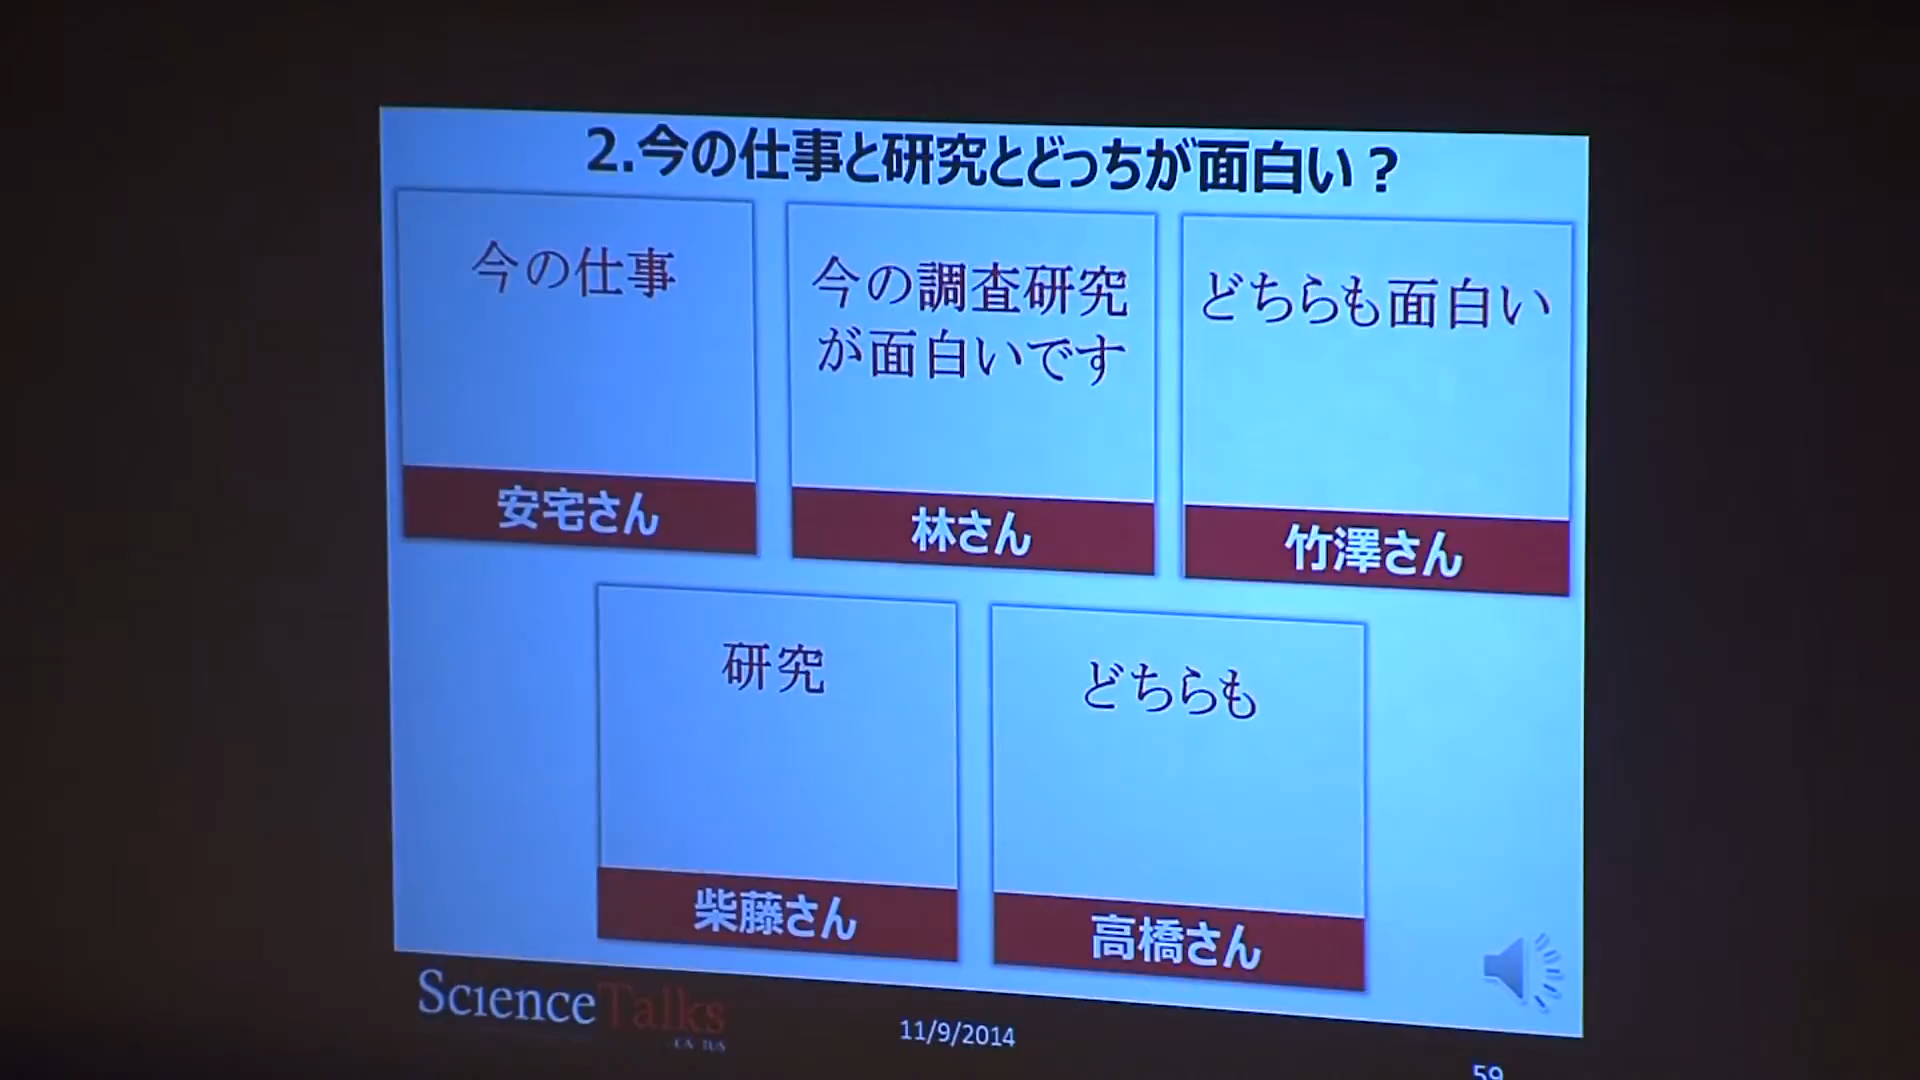 2.今の仕事と研究とどっちが面白い？
今の仕事
安宅さん
今の調査研究
が面白いです
林さん
どちらも面白い
竹澤さん
研究
柴藤さん
どちらも
高橋さん
ScienceTalks
11/9/2014
59